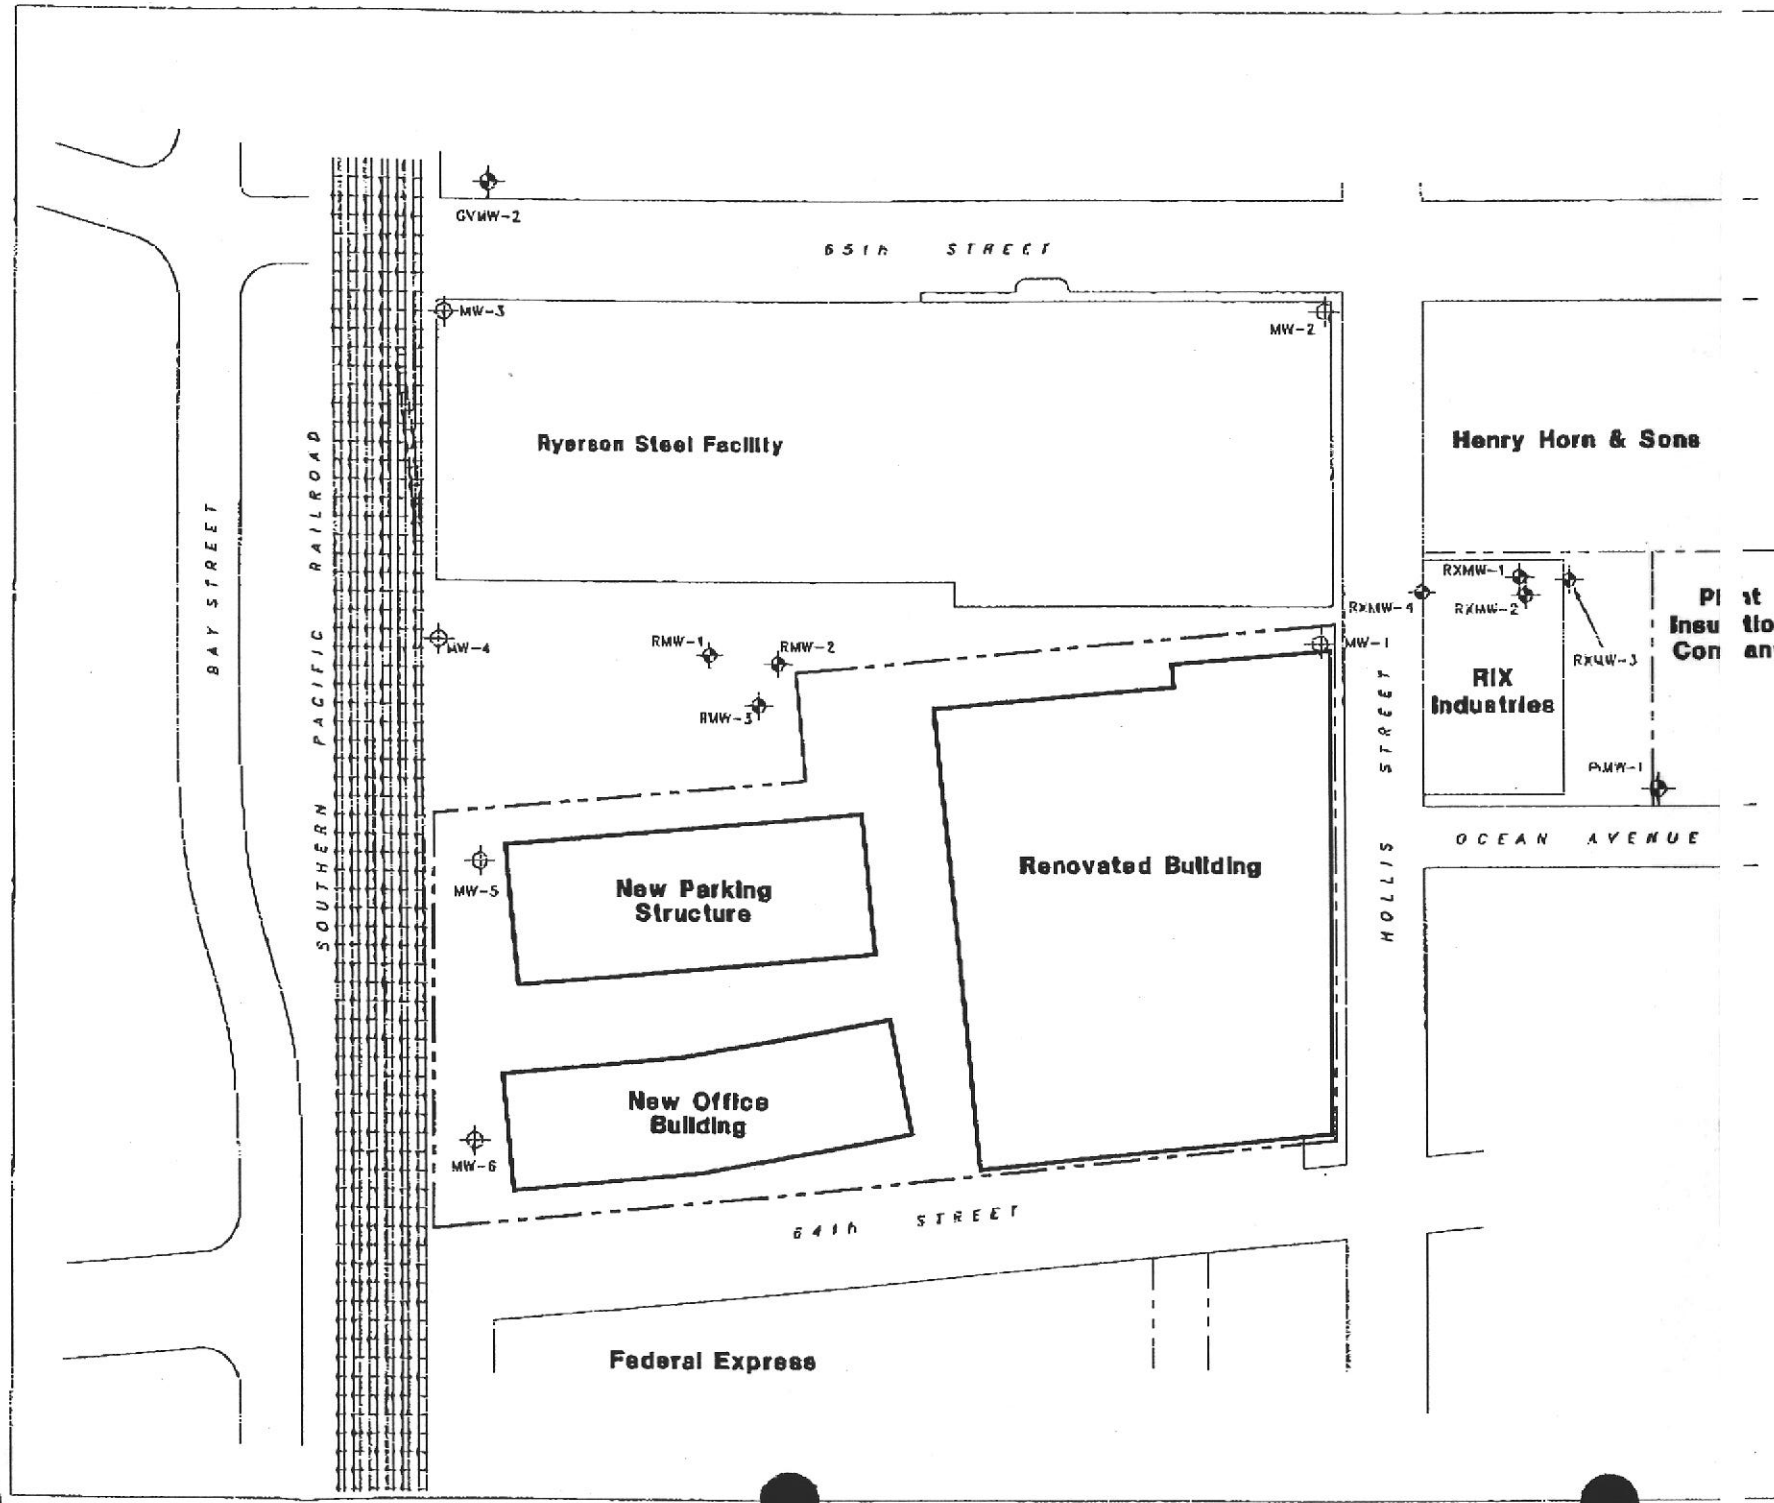 GVMW-2
65th STREET
MW-3
MW-2
Ryerson Steel Facility
Henry Horn & Sons
BAY STREET
SOUTHERN PACIFIC RAILROAD
RXMW-1
RXMW-4
RXMW-2
RXMW-3
RIX
Industries
MW-4
RMW-1
RMW-2
RMW-3
MW-1
HOLLIS STREET
PIMW-1
OCEAN AVENUE
Renovated Building
MW-5
New Parking
Structure
New Office
Building
MW-6
64th STREET
Federal Express